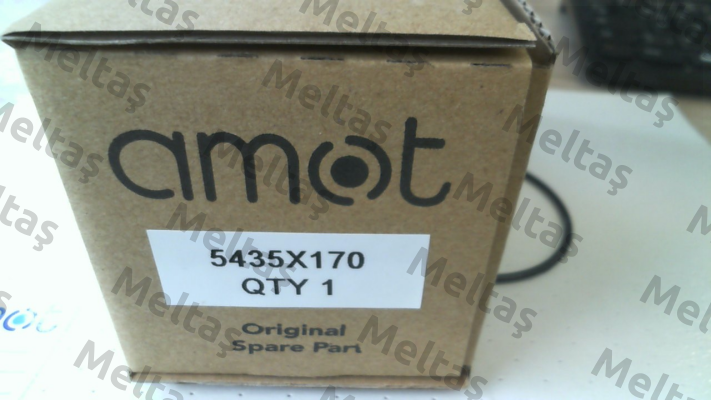 amot
5435X170
QTY 1
Original
Spare Part
Meltaş